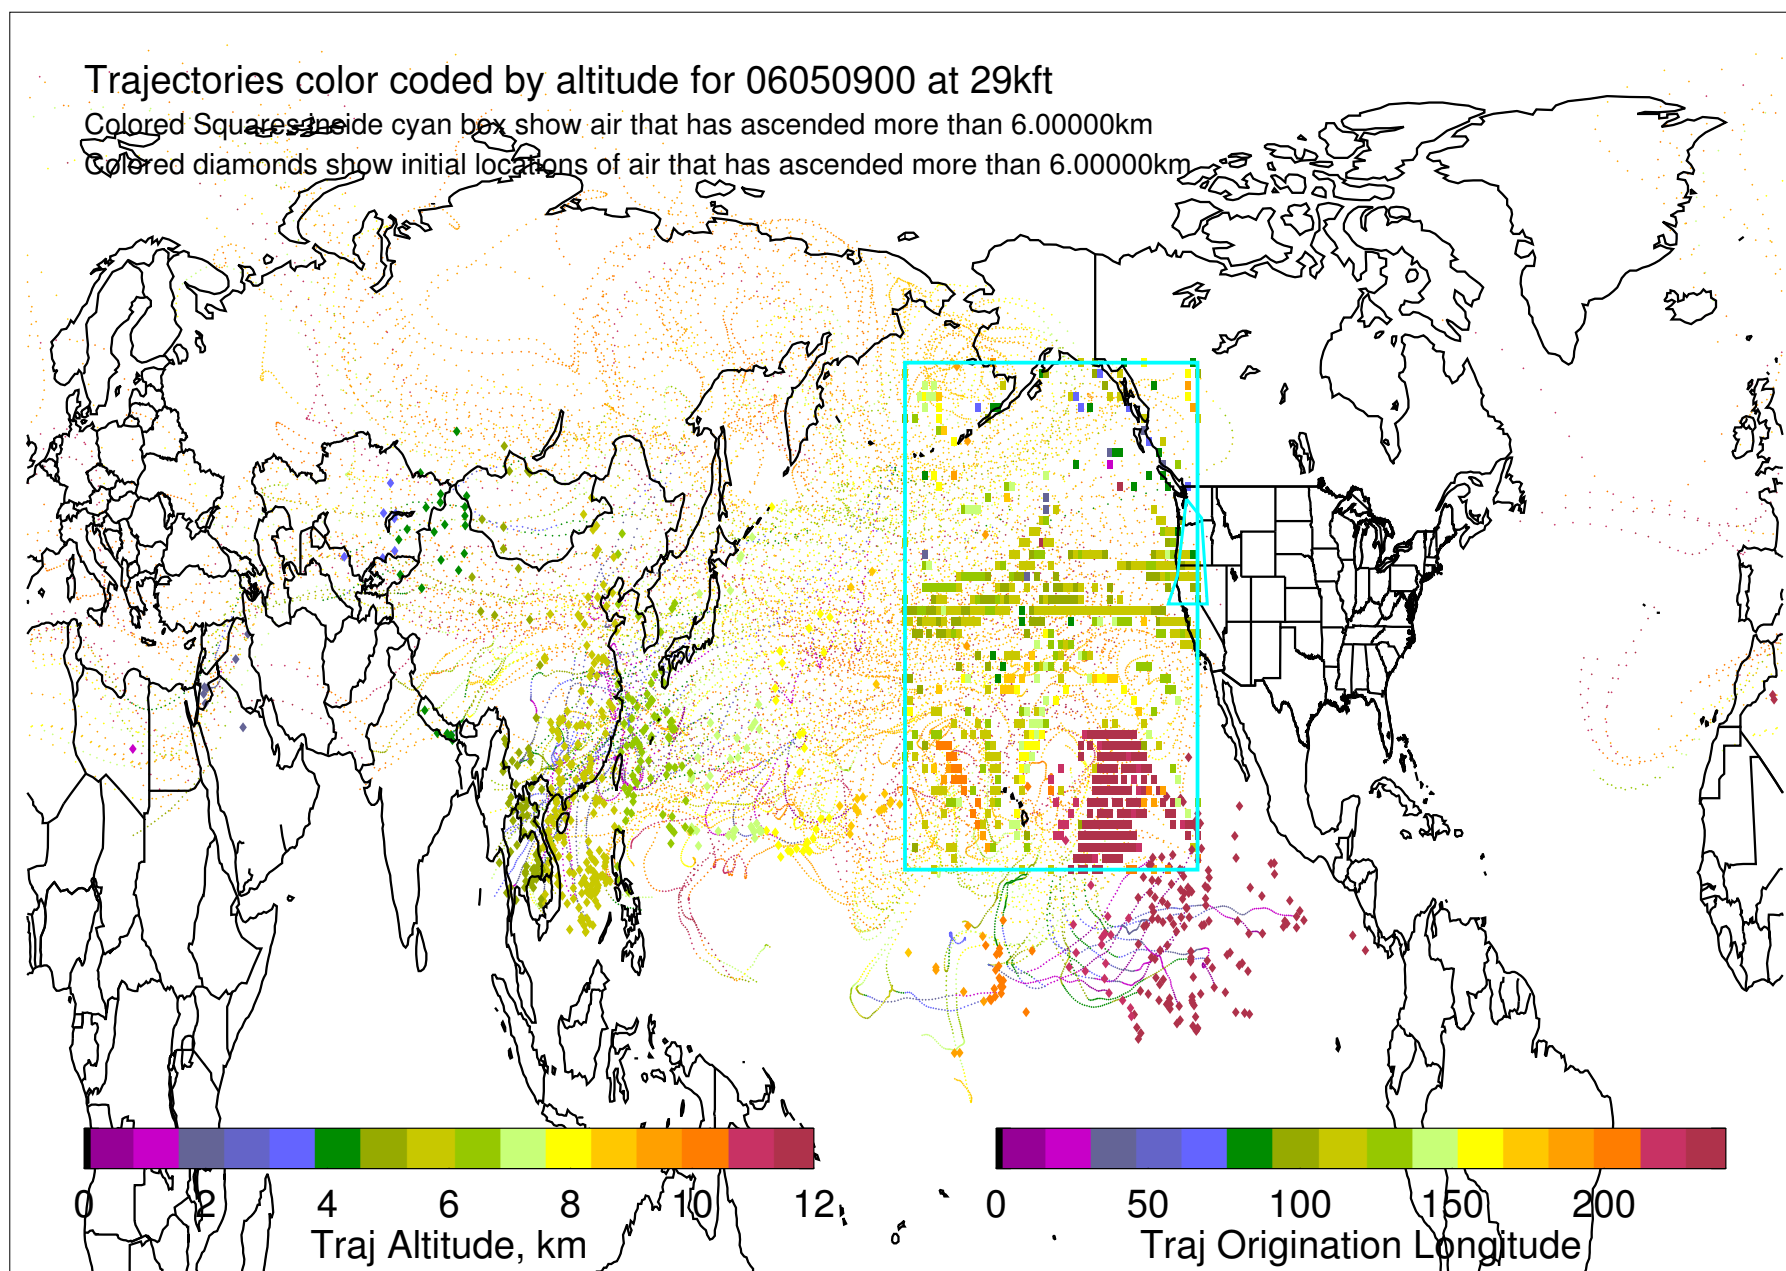 Trajectories color coded by altitude for 06050900 at 29kft
Colored Squares inside cyan box show air that has ascended more than 6.00000km
Colored diamonds show initial locations of air that has ascended more than 6.00000km
0 2 4 6 8 10 12
Traj Altitude, km
0 50 100 150 200
Traj Origination Longitude